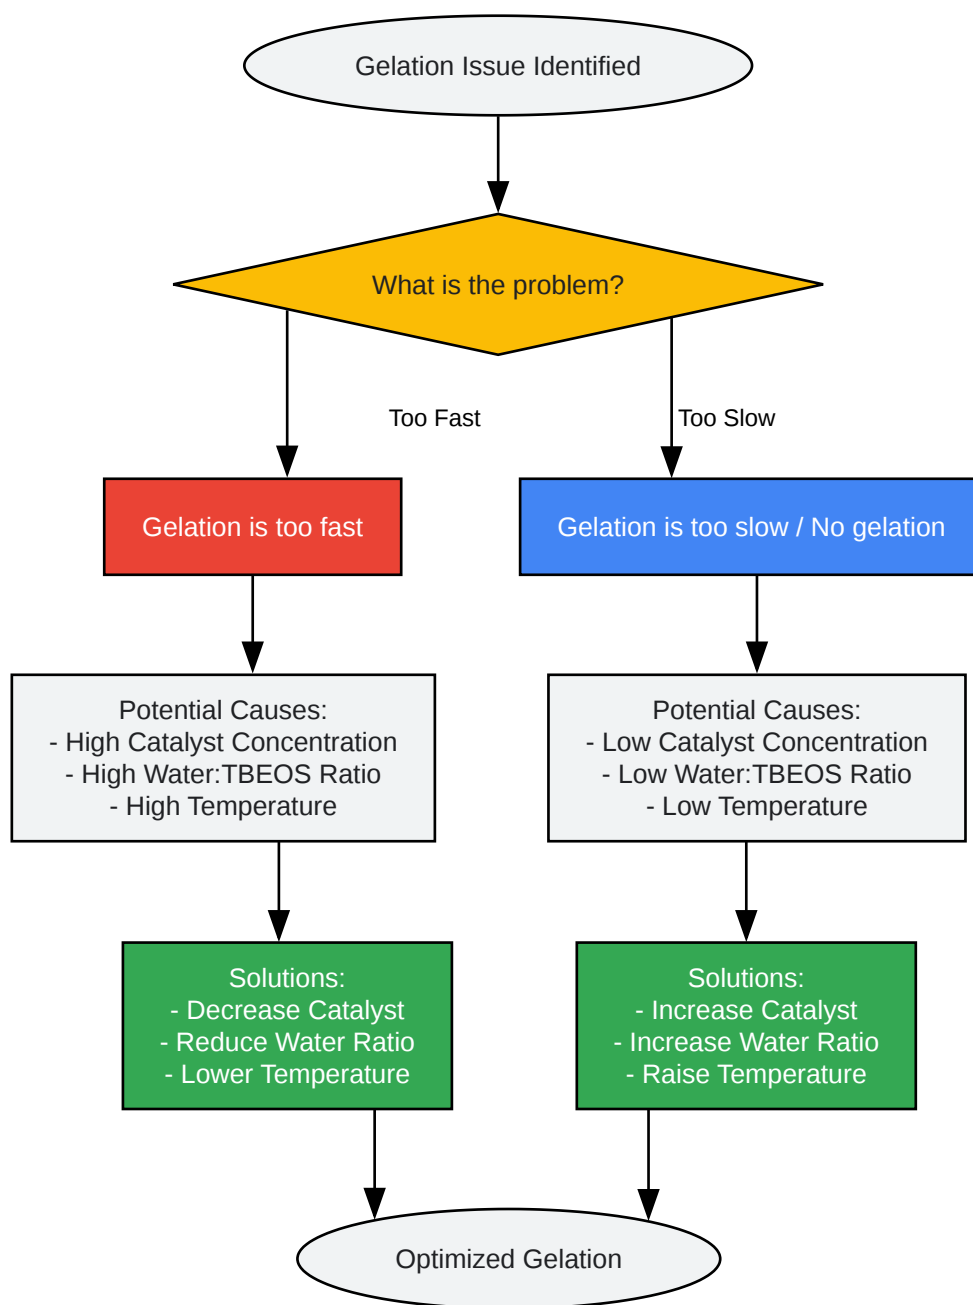 Gelation Issue Identified
What is the problem?
Too Fast
Too Slow
Gelation is too fast
Gelation is too slow / No gelation
Potential Causes:
- High Catalyst Concentration
- High Water:TBEOS Ratio
- High Temperature
Potential Causes:
- Low Catalyst Concentration
- Low Water:TBEOS Ratio
- Low Temperature
Solutions:
- Decrease Catalyst
- Reduce Water Ratio
- Lower Temperature
Solutions:
- Increase Catalyst
- Increase Water Ratio
- Raise Temperature
Optimized Gelation